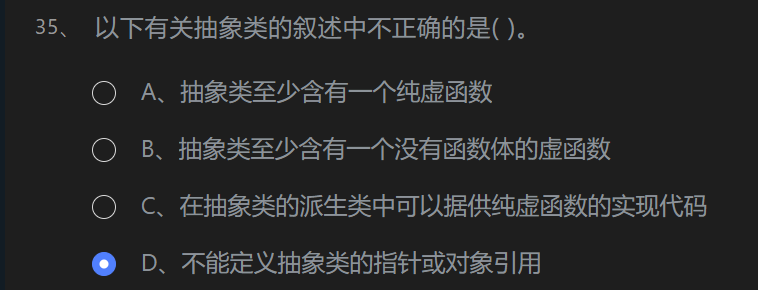 35、 以下有关抽象类的叙述中不正确的是( )。
A、抽象类至少含有一个纯虚函数
B、抽象类至少含有一个没有函数体的虚函数
C、在抽象类的派生类中可以据供纯虚函数的实现代码
D、不能定义抽象类的指针或对象引用